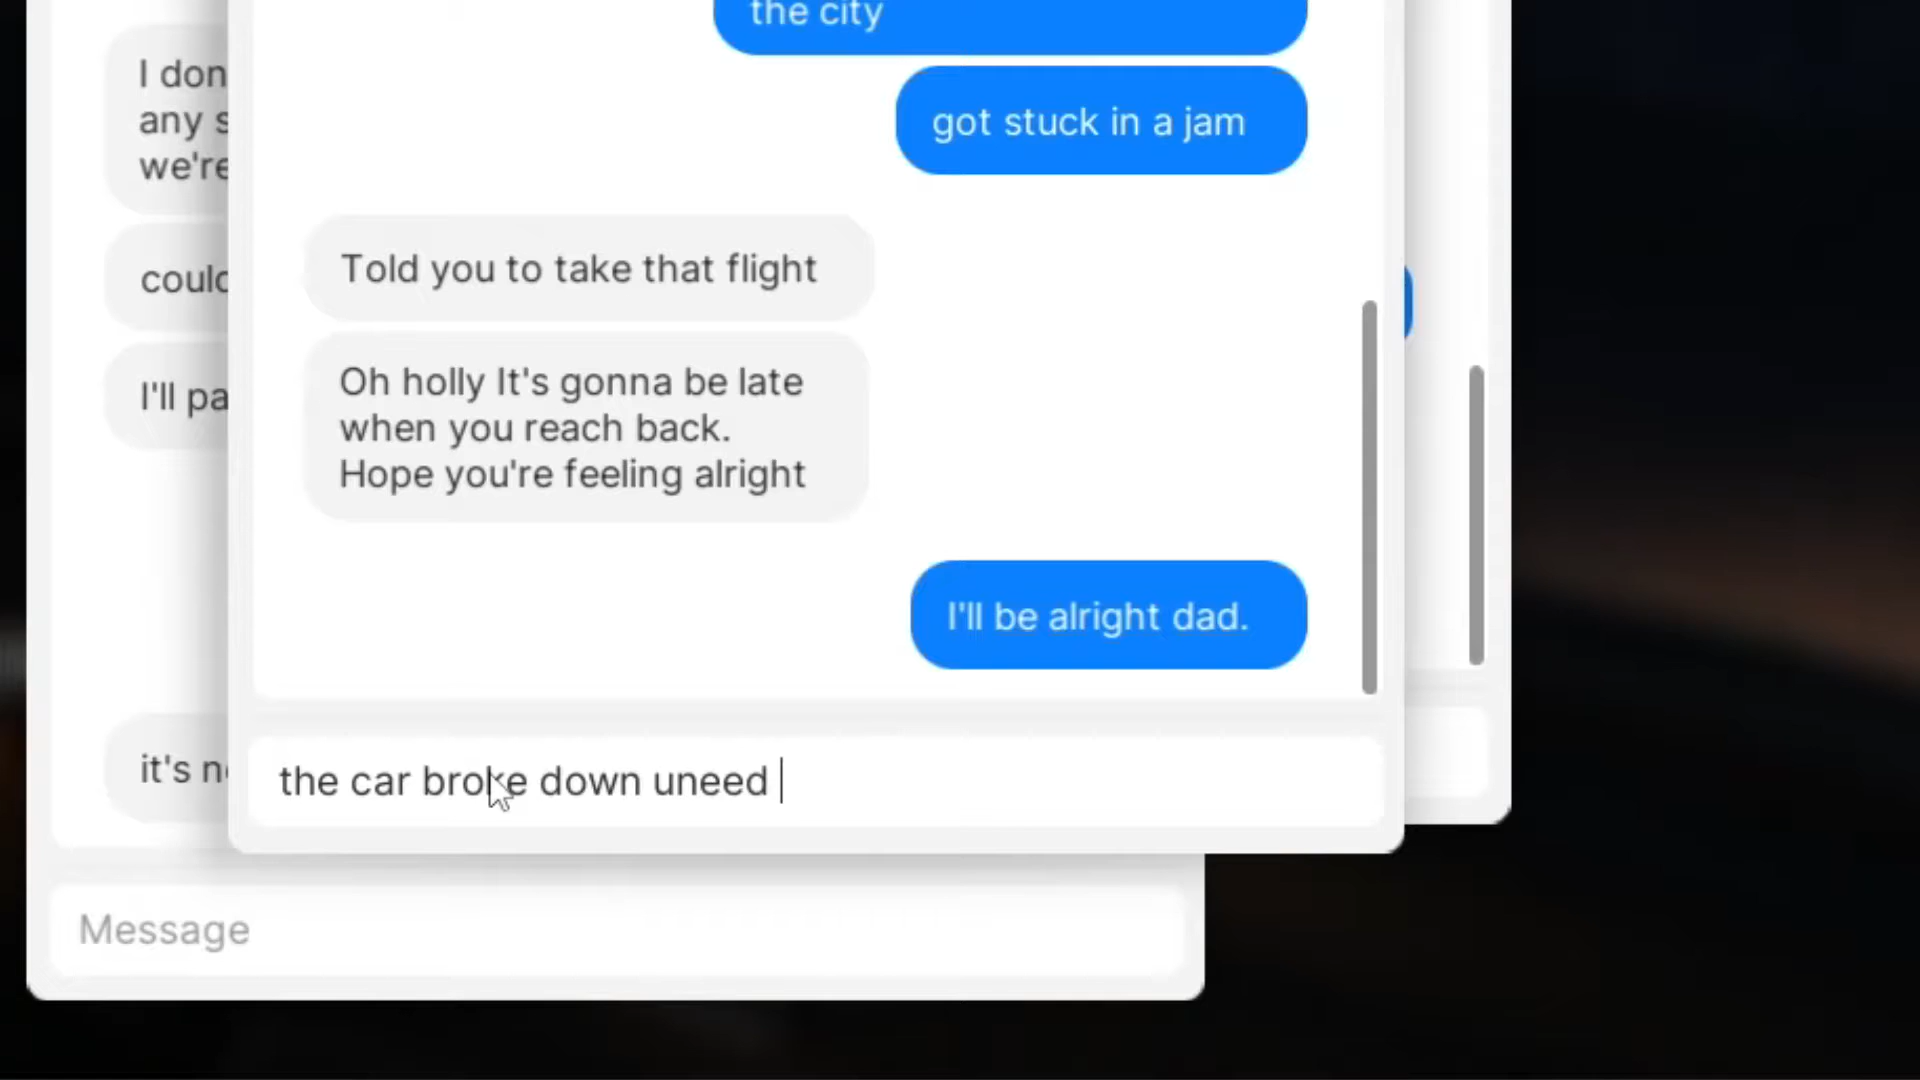 the city
got stuck in a jam
I don
any s
we're
Told you to take that flight
could
Oh holly It's gonna be late
when you reach back.
Hope you're feeling alright
I'll pa
I'll be alright dad.
it's n
the car broke down uneed
Message